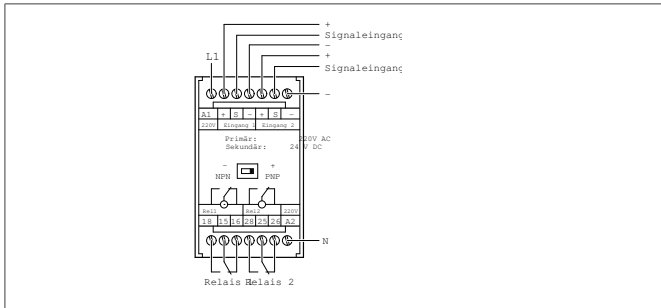 +
Signaleingang
-
+
L1
Signaleingang
-
A1 + S - + S -
220V Eingang 1 Eingang 2
Primär: 220V AC
Sekundär: 24 V DC
- +
NPN PNP
Rel1 Rel2 220V
18 15 16 28 25 26 A2
N
Relais 1 Relais 2